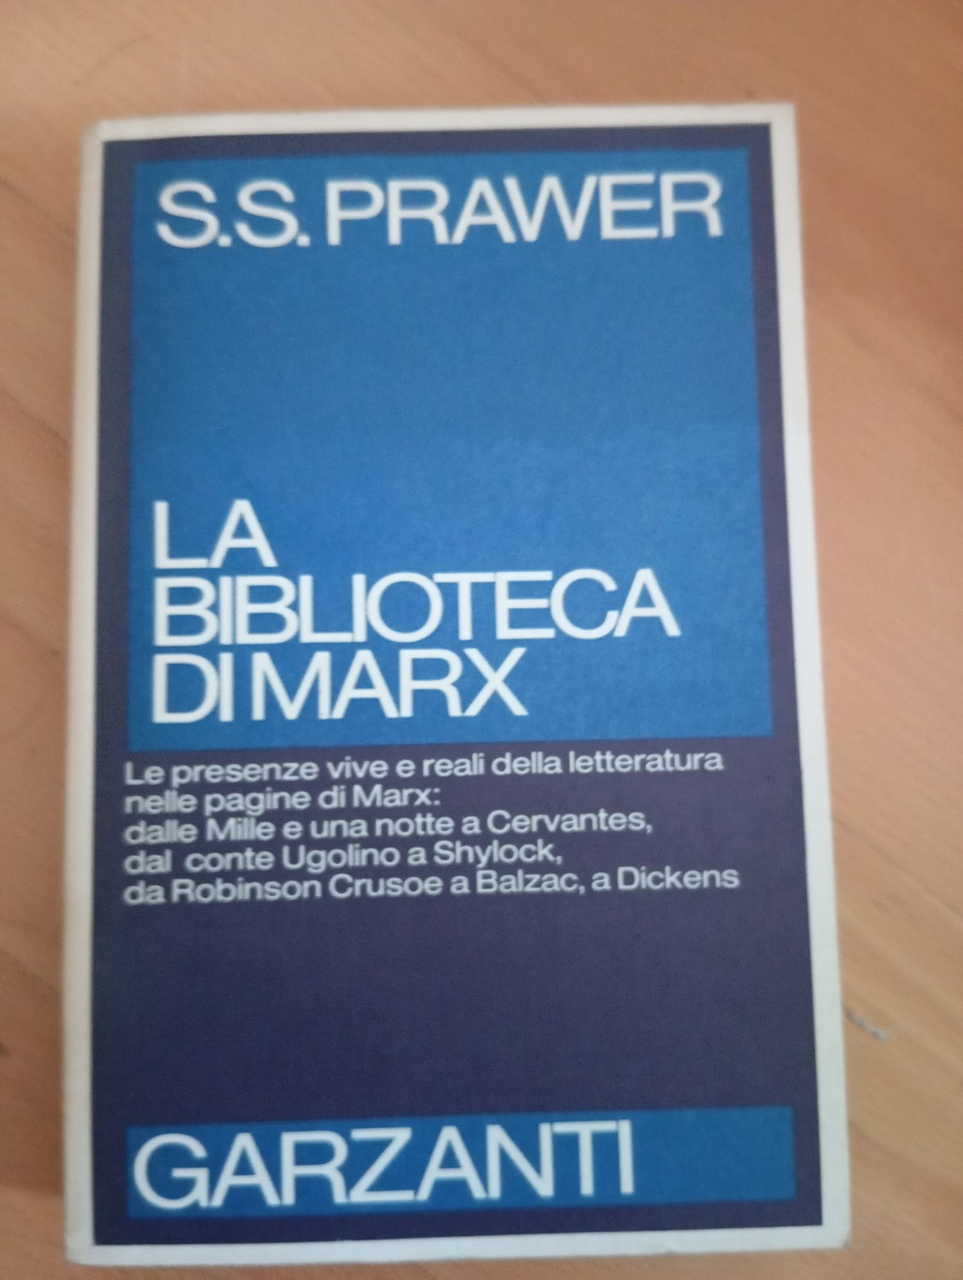 S.S. PRAWER
LA
BIBLIOTECA
DI MARX
Le presenze vive e reali della letteratura
nelle pagine di Marx:
dalle Mille e una notte a Cervantes,
dal conte Ugolino a Shylock,
da Robinson Crusoe a Balzac, a Dickens
GARZANTI